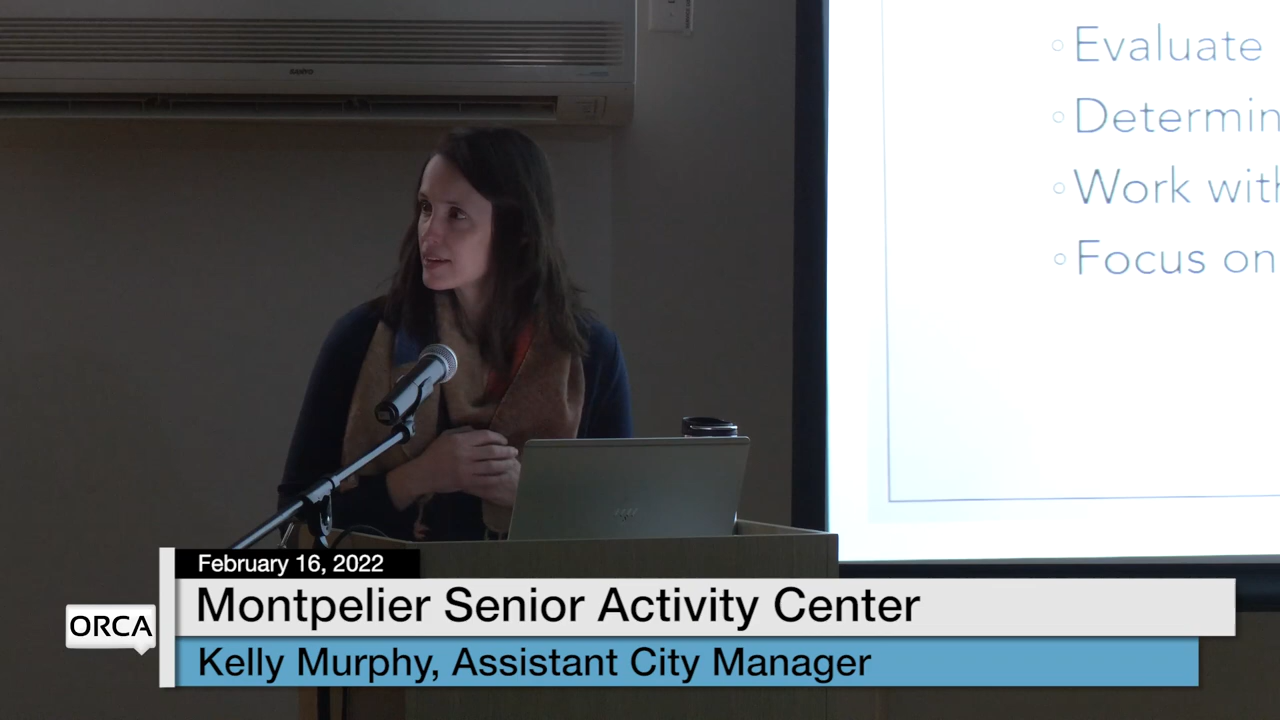 SANYO
Evaluate
Determin
Work with
Focus on
February 16, 2022
Montpelier Senior Activity Center
ORCA
Kelly Murphy, Assistant City Manager